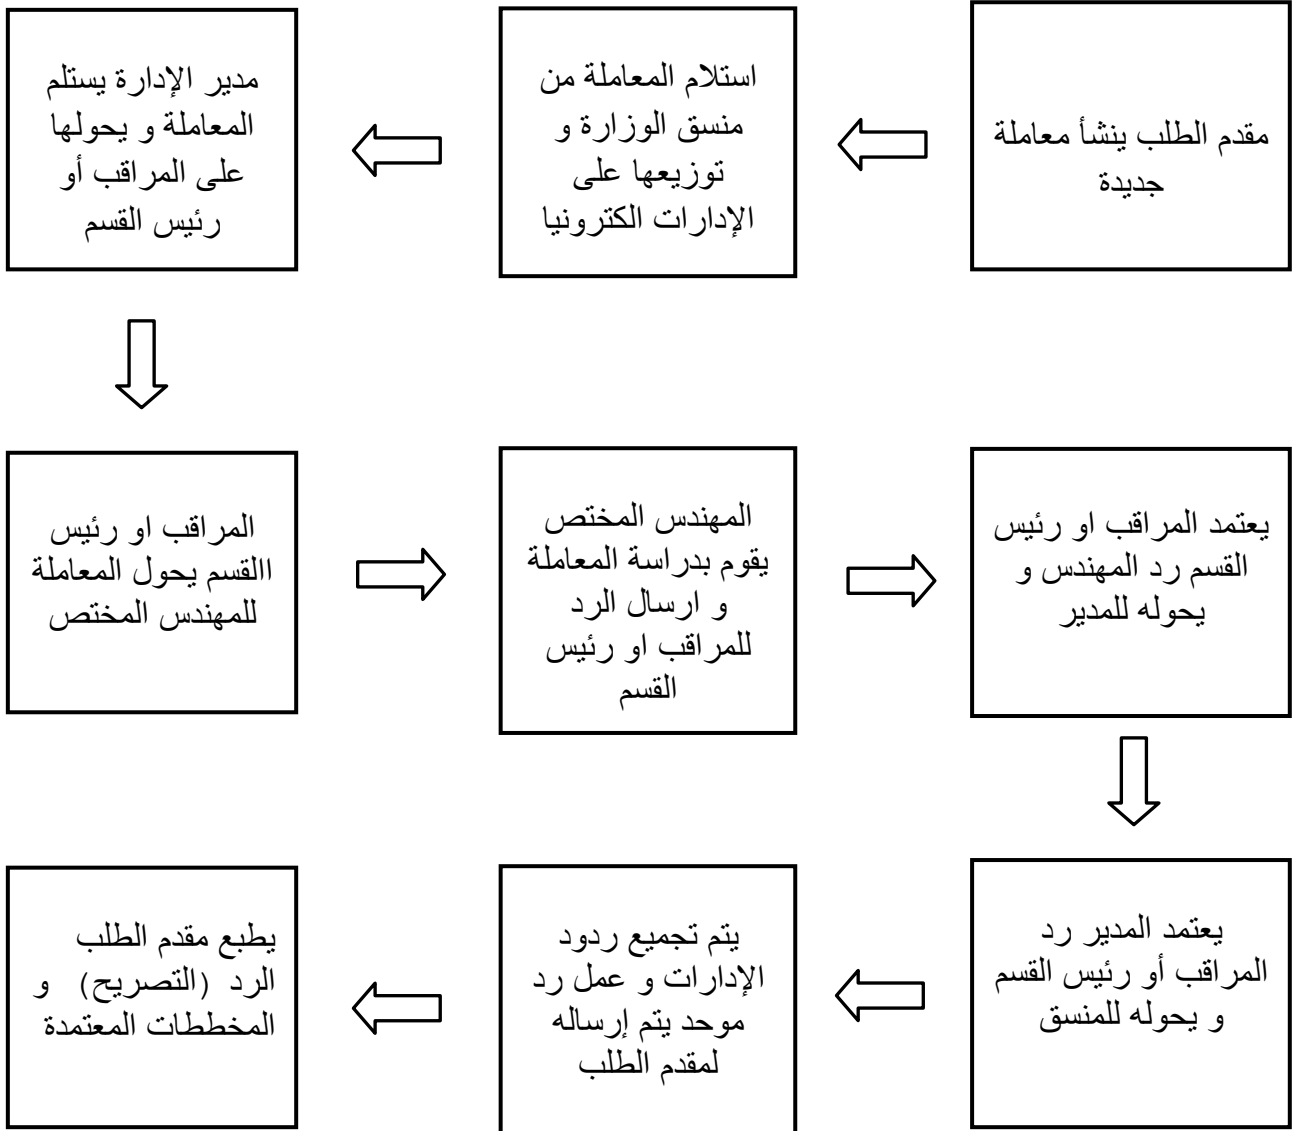 مقدم الطلب ينشأ معاملة
جديدة
استلام المعاملة من
منسق الوزارة و
توزيعها على
الإدارات الكترونيا
مدير الإدارة يستلم
المعاملة و يحولها
على المراقب أو
رئيس القسم
المراقب او رئيس
االقسم يحول المعاملة
للمهندس المختص
المهندس المختص
يقوم بدراسة المعاملة
و ارسال الرد
للمراقب او رئيس
القسم
يعتمد المراقب او رئيس
القسم رد المهندس و
يحوله للمدير
يعتمد المدير رد
المراقب أو رئيس القسم
و يحوله للمنسق
يتم تجميع ردود
الإدارات و عمل رد
موحد يتم إرساله
لمقدم الطلب
يطبع مقدم الطلب
الرد (التصريح) و
المخططات المعتمدة